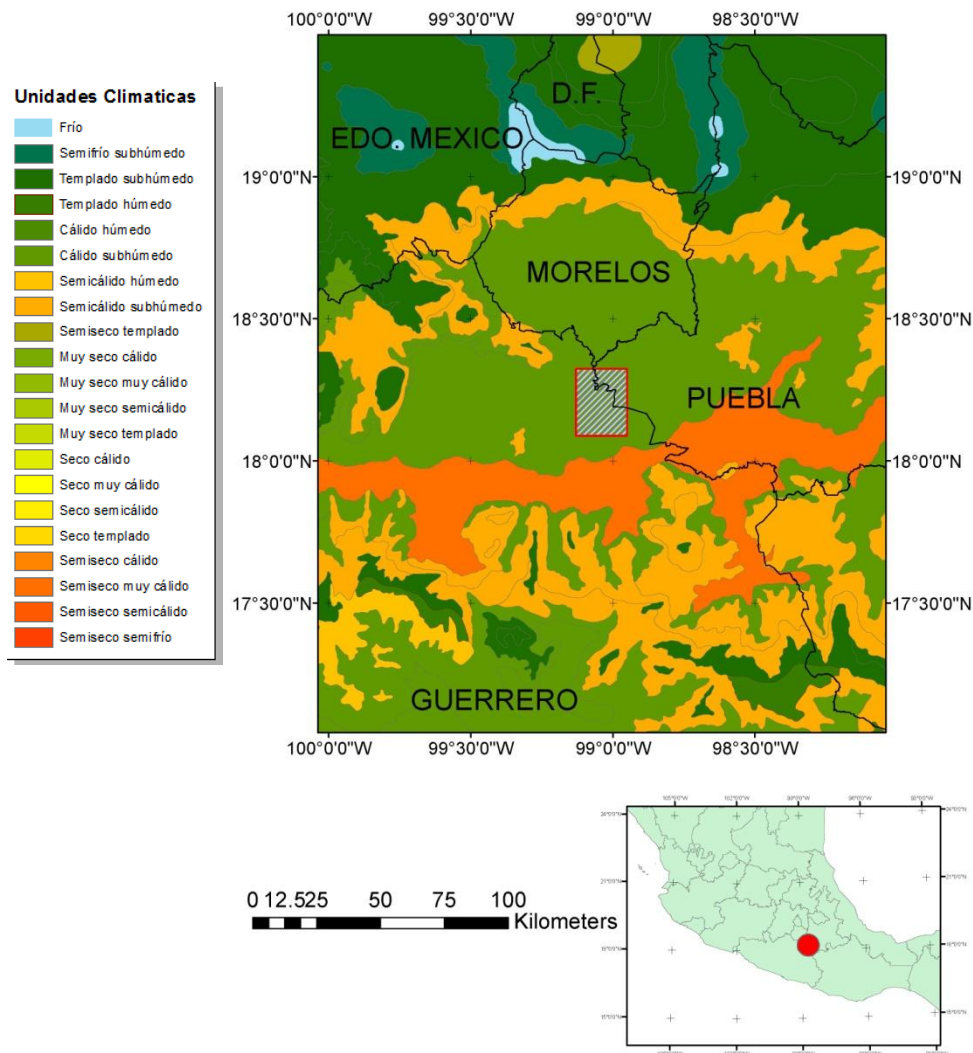 100°0'0"W 99°30'0"W 99°0'0"W 98°30'0"W
Unidades Climaticas
Frío
Semifrío subhúmedo
Templado subhúmedo
Templado húmedo
Cálido húmedo
Cálido subhúmedo
Semicálido húmedo
Semicálido subhúmedo
Semiseco templado
Muy seco cálido
Muy seco muy cálido
Muy seco semicálido
Muy seco templado
Seco cálido
Seco muy cálido
Seco semicálido
Seco templado
Semiseco cálido
Semiseco muy cálido
Semiseco semicálido
Semiseco semifrío
D.F.
EDO. MEXICO
19°0'0"N 19°0'0"N
MORELOS
18°30'0"N 18°30'0"N
PUEBLA
18°0'0"N 18°0'0"N
17°30'0"N 17°30'0"N
GUERRERO
100°0'0"W 99°30'0"W 99°0'0"W 98°30'0"W
0 12.525 50 75 100
Kilometers